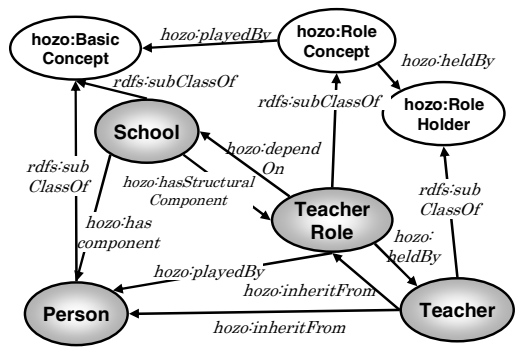 hozo:Basic
Concept
hozo:playedBy
hozo:Role
Concept
hozo:heldBy
rdfs:subClassOf
rdfs:subClassOf
hozo:Role
Holder
School
hozo:depend
On
rdfs:sub
ClassOf
hozo:hasStructural
Component
rdfs:sub
ClassOf
hozo:has
component
Teacher
Role
hozo:
heldBy
hozo:playedBy
hozo:inheritFrom
Person
Teacher
hozo:inheritFrom